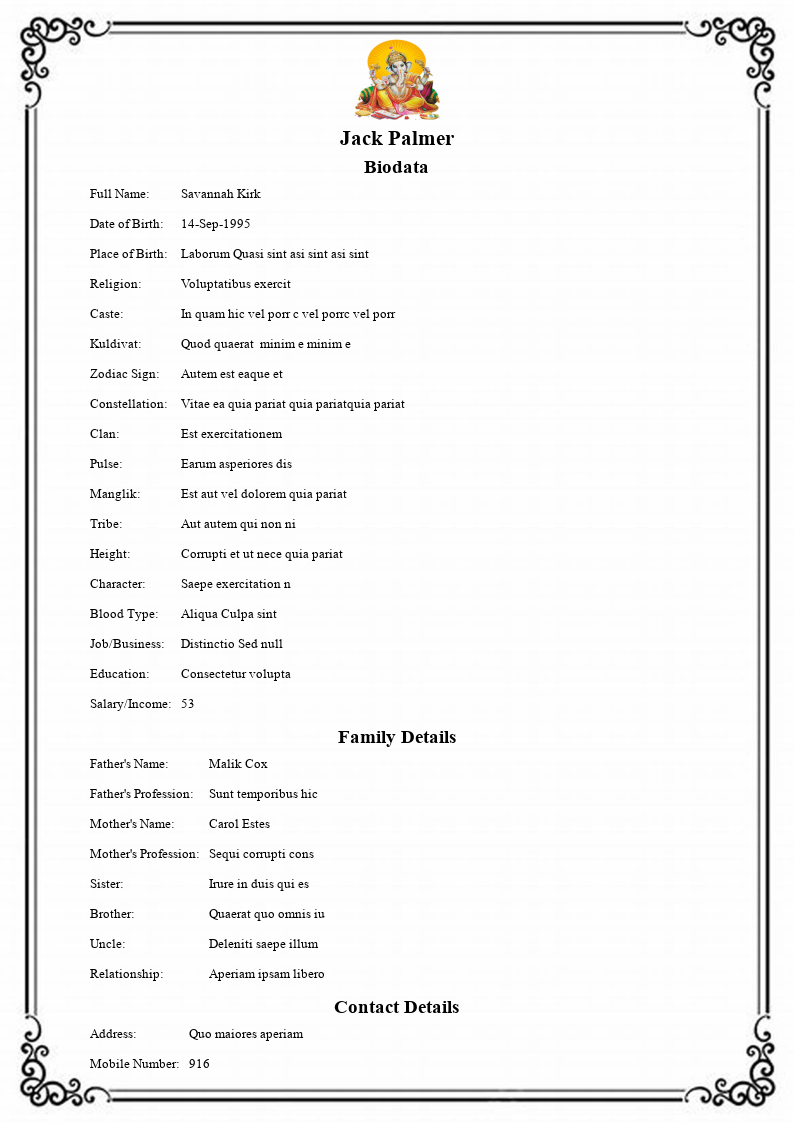 Jack Palmer
Biodata
Full Name: Savannah Kirk
Date of Birth: 14-Sep-1995
Place of Birth: Laborum Quasi sint asi sint asi sint
Religion: Voluptatibus exercit
Caste: In quam hic vel porr c vel porrc vel porr
Kuldivat: Quod quaerat  minim e minim e
Zodiac Sign: Autem est eaque et
Constellation: Vitae ea quia pariat quia pariatquia pariat
Clan: Est exercitationem
Pulse: Earum asperiores dis
Manglik: Est aut vel dolorem quia pariat
Tribe: Aut autem qui non ni
Height: Corrupti et ut nece quia pariat
Character: Saepe exercitation n
Blood Type: Aliqua Culpa sint
Job/Business: Distinctio Sed null
Education: Consectetur volupta
Salary/Income: 53
Family Details
Father's Name: Malik Cox
Father's Profession: Sunt temporibus hic
Mother's Name: Carol Estes
Mother's Profession: Sequi corrupti cons
Sister: Irure in duis qui es
Brother: Quaerat quo omnis iu
Uncle: Deleniti saepe illum
Relationship: Aperiam ipsam libero
Contact Details
Address: Quo maiores aperiam
Mobile Number: 916